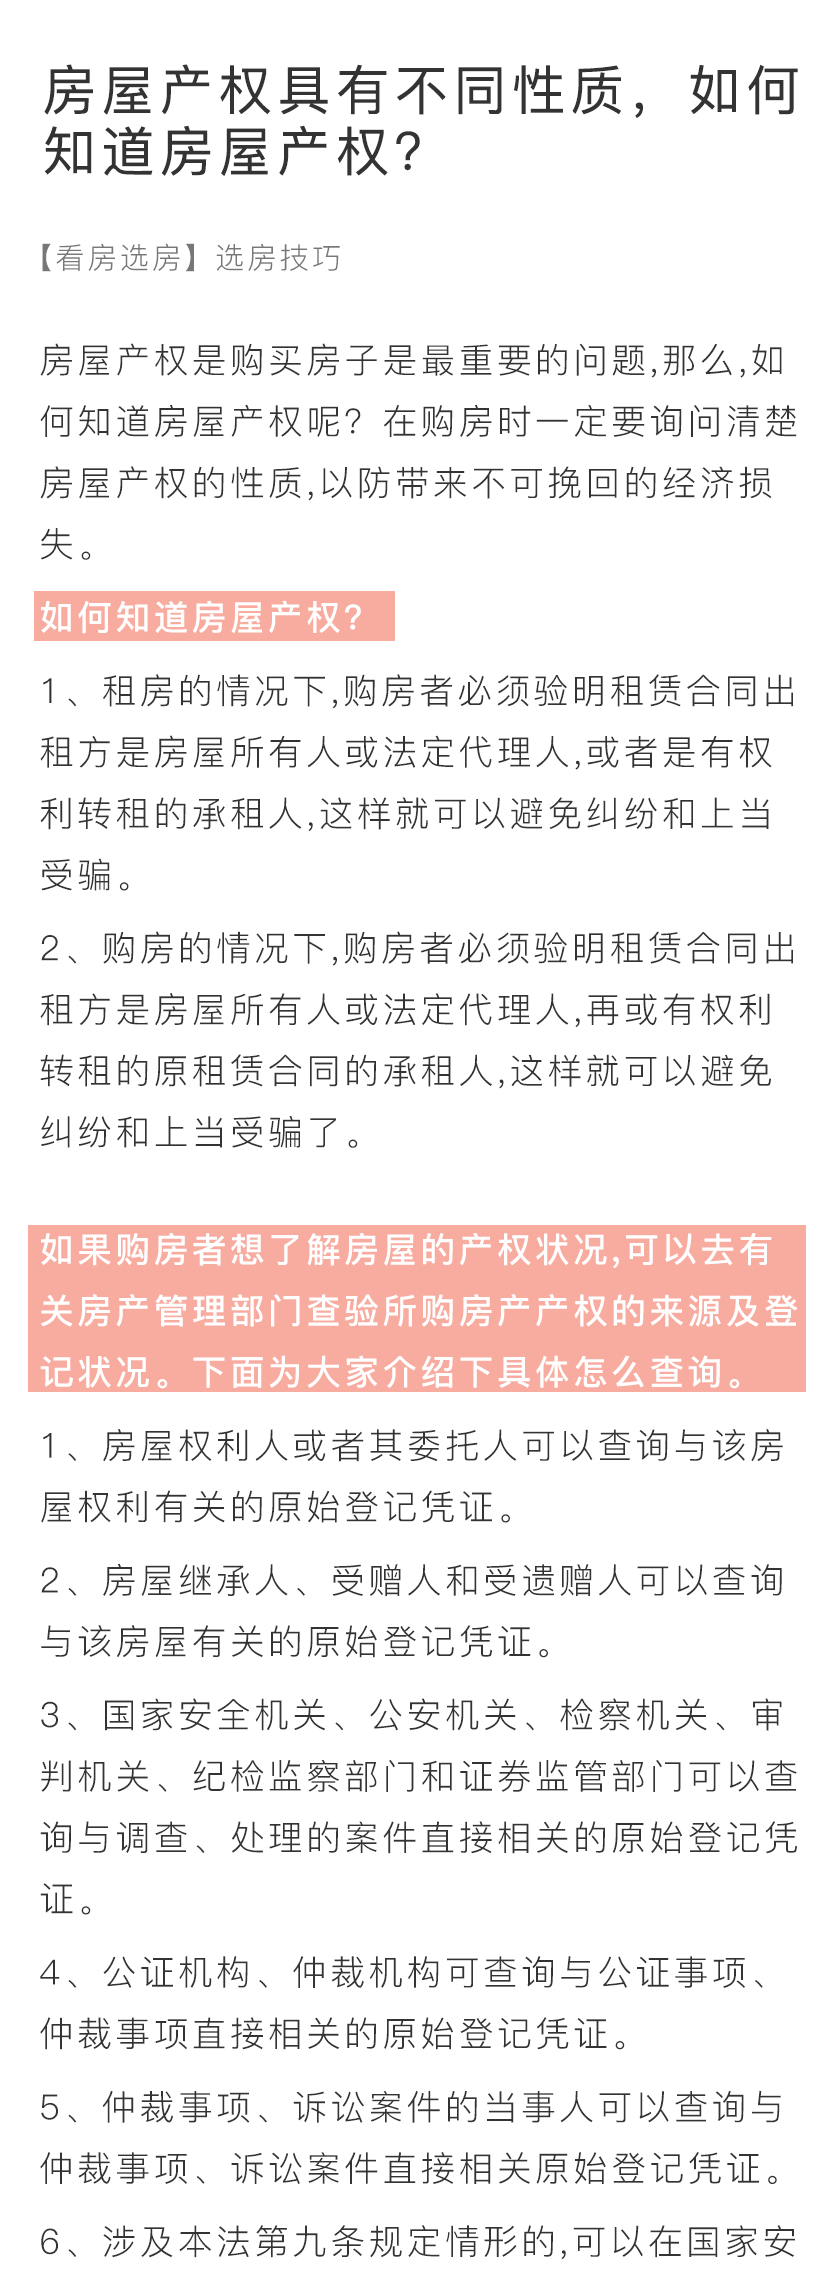 房屋产权具有不同性质，如何
知道房屋产权?
【看房选房】选房技巧
房屋产权是购买房子是最重要的问题,那么,如
何知道房屋产权呢？在购房时一定要询问清楚
房屋产权的性质,以防带来不可挽回的经济损
失。
如何知道房屋产权?
1、租房的情况下,购房者必须验明租赁合同出
租方是房屋所有人或法定代理人,或者是有权
利转租的承租人,这样就可以避免纠纷和上当
受骗。
2、购房的情况下,购房者必须验明租赁合同出
租方是房屋所有人或法定代理人,再或有权利
转租的原租赁合同的承租人,这样就可以避免
纠纷和上当受骗了。
如果购房者想了解房屋的产权状况,可以去有
关房产管理部门查验所购房产产权的来源及登
记状况。下面为大家介绍下具体怎么查询。
1、房屋权利人或者其委托人可以查询与该房
屋权利有关的原始登记凭证。
2、房屋继承人、受赠人和受遗赠人可以查询
与该房屋有关的原始登记凭证。
3、国家安全机关、公安机关、检察机关、审
判机关、纪检监察部门和证券监管部门可以查
询与调查、处理的案件直接相关的原始登记凭
证。
4、公证机构、仲裁机构可查询与公证事项、
仲裁事项直接相关的原始登记凭证。
5、仲裁事项、诉讼案件的当事人可以查询与
仲裁事项、诉讼案件直接相关原始登记凭证。
6、涉及本法第九条规定情形的,可以在国家安